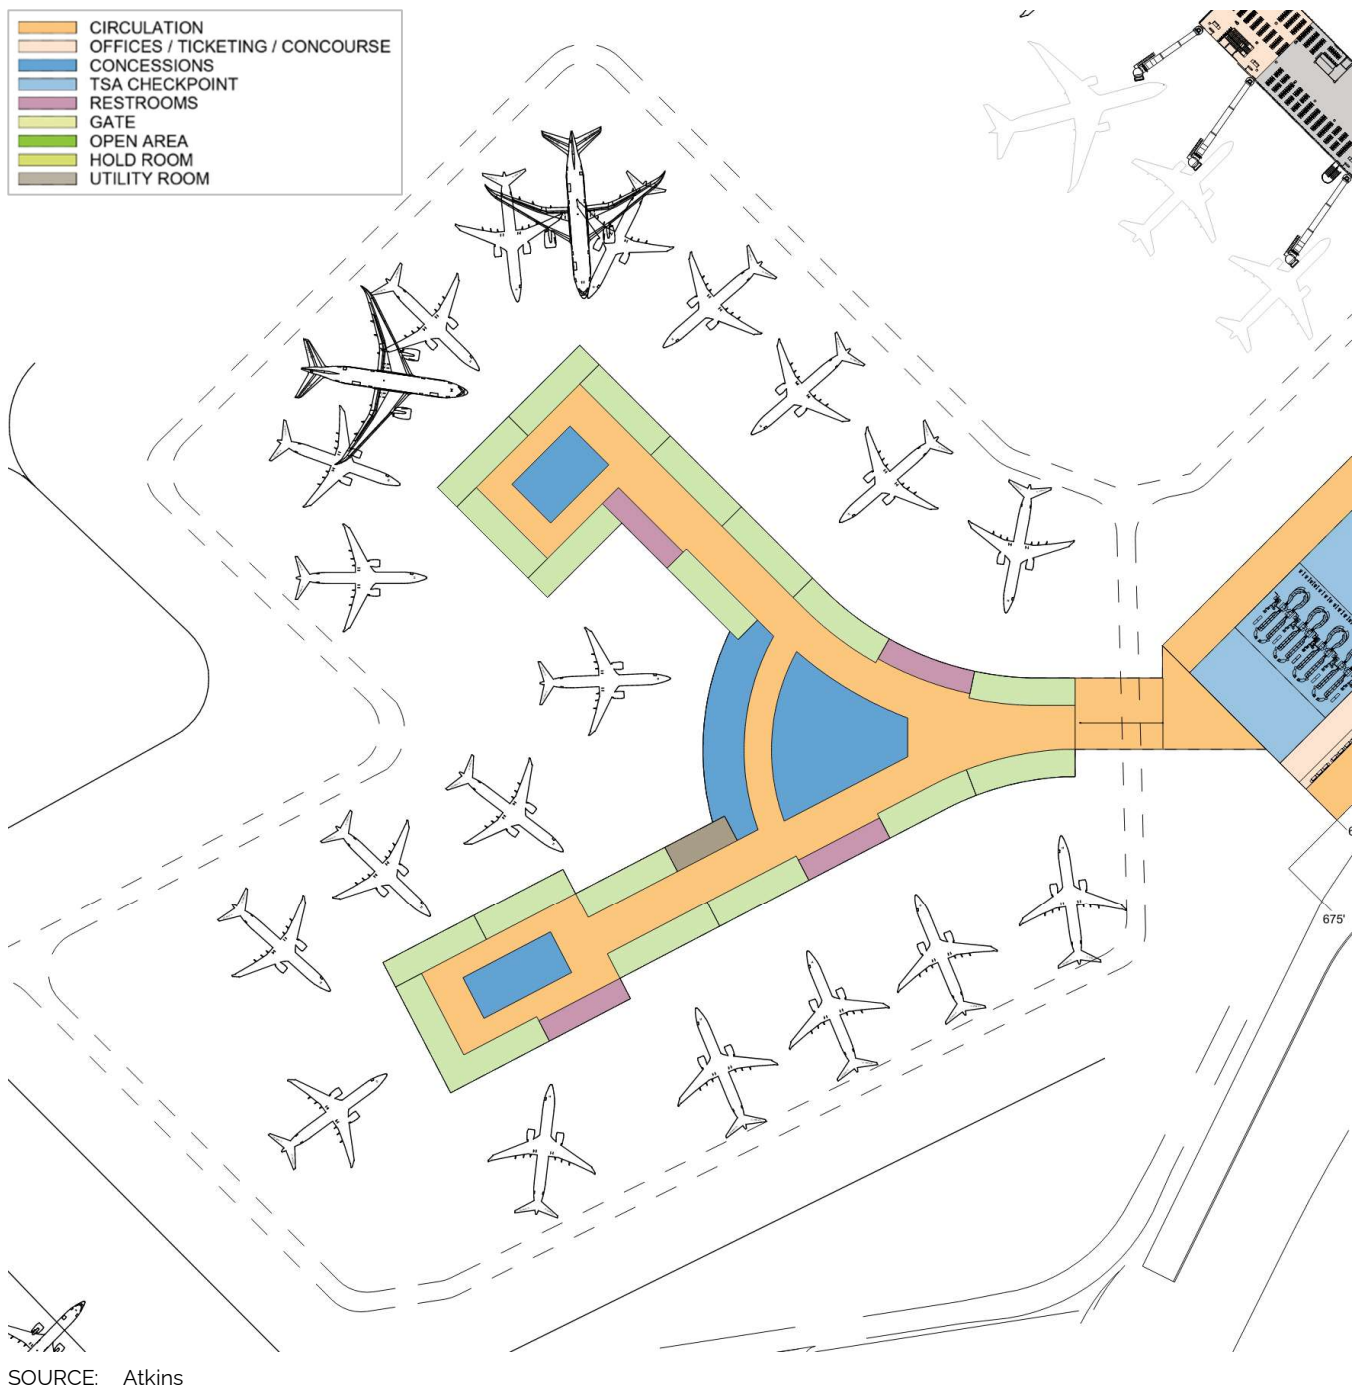 CIRCULATION
OFFICES / TICKETING / CONCOURSE
CONCESSIONS
TSA CHECKPOINT
RESTROOMS
GATE
OPEN AREA
HOLD ROOM
UTILITY ROOM
675'
SOURCE: Atkins